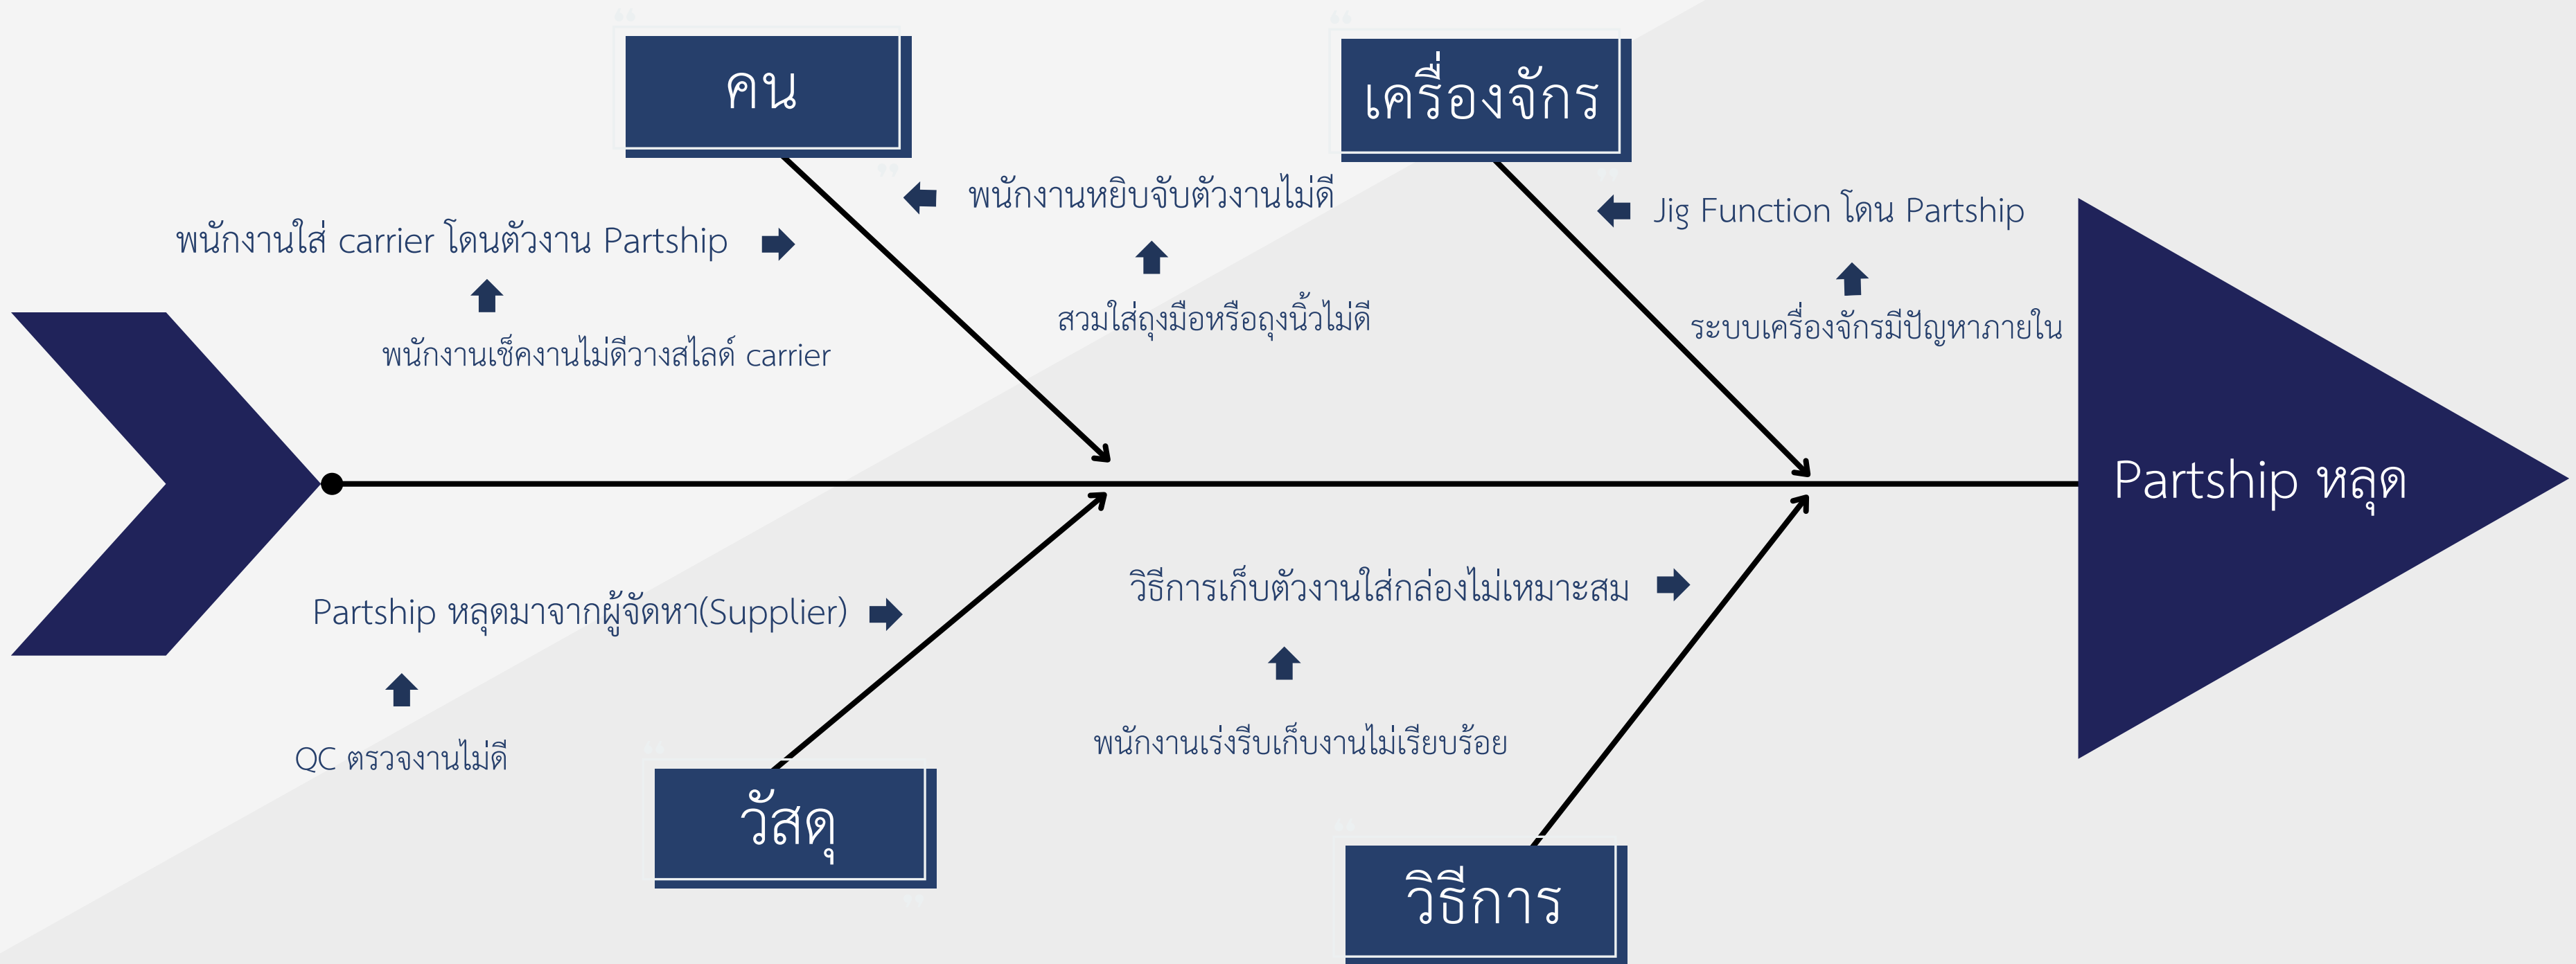 คน
เครื่องจักร
พนักงานใส่ carrier โดนตัวงาน Partship
พนักงานเช็คงานไม่ดีวางสไลด์ carrier
พนักงานหยิบจับตัวงานไม่ดี
สวมใส่ถุงมือหรือถุงนิ้วไม่ดี
Jig Function โดน Partship
ระบบเครื่องจักรมีปัญหาภายใน
Partship หลุด
Partship หลุดมาจากผู้จัดหา(Supplier)
QC ตรวจงานไม่ดี
วิธีการเก็บตัวงานใส่กล่องไม่เหมาะสม
พนักงานเร่งรีบเก็บงานไม่เรียบร้อย
วัสดุ
วิธีการ